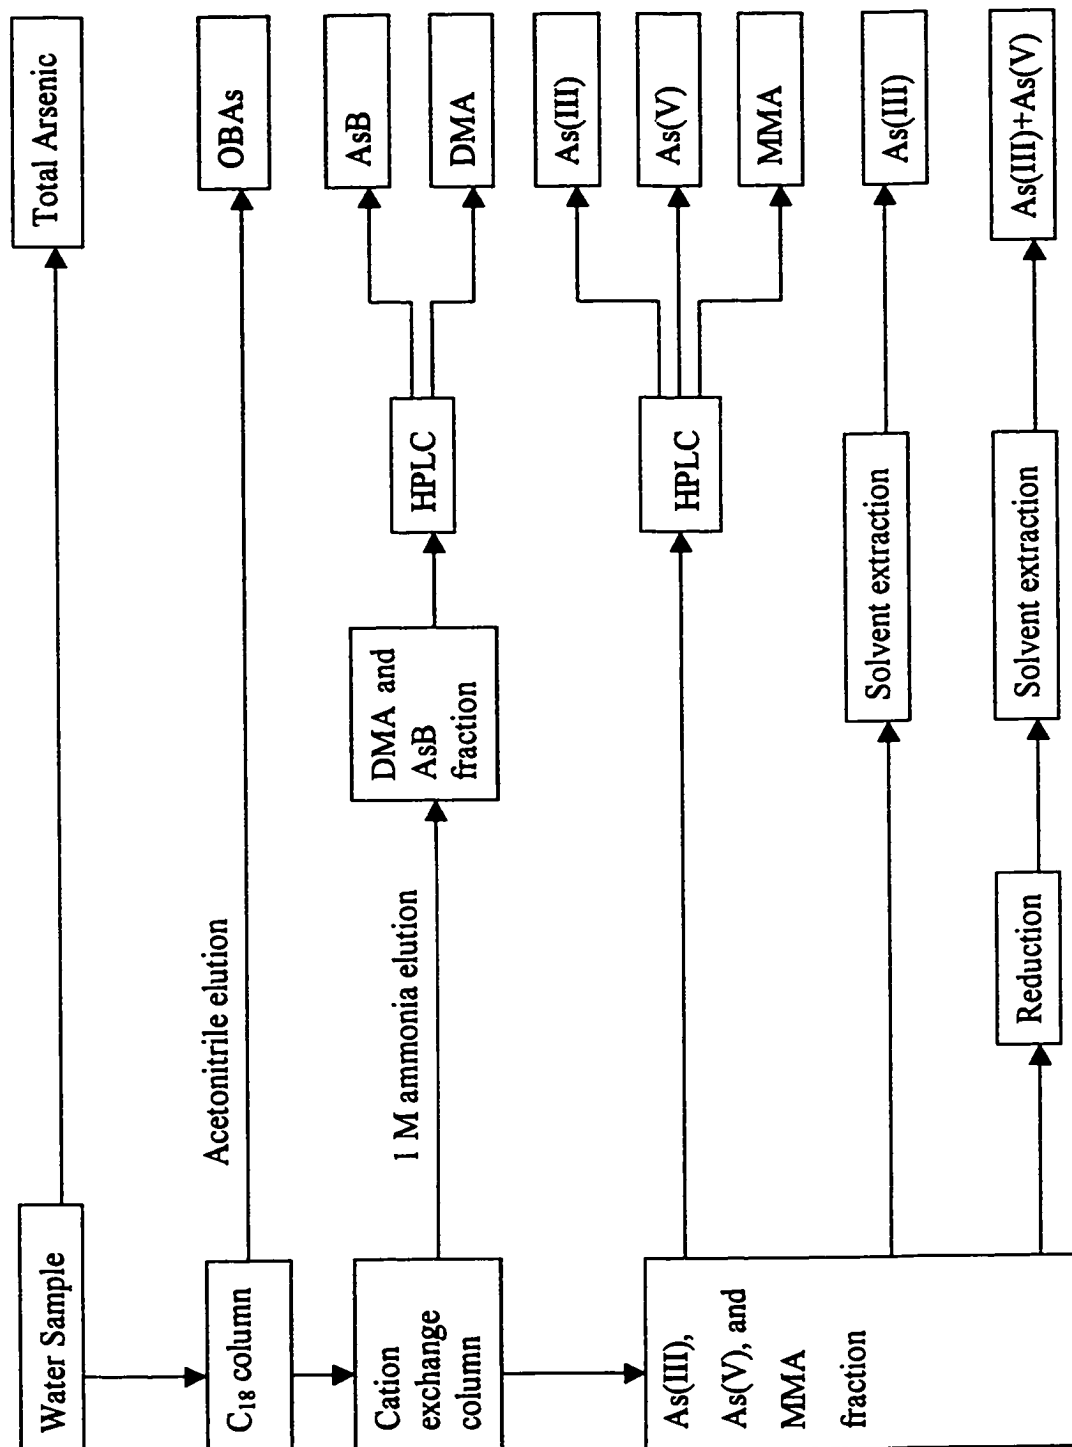 Water Sample
Total Arsenic
C18 column
Acetonitrile elution
OBAs
Cation
exchange
column
1 M ammonia elution
DMA and
AsB
fraction
HPLC
AsB
DMA
As(III),
As(V), and
MMA
fraction
HPLC
As(III)
As(V)
MMA
Solvent extraction
As(III)
Reduction
Solvent extraction
As(III)+As(V)